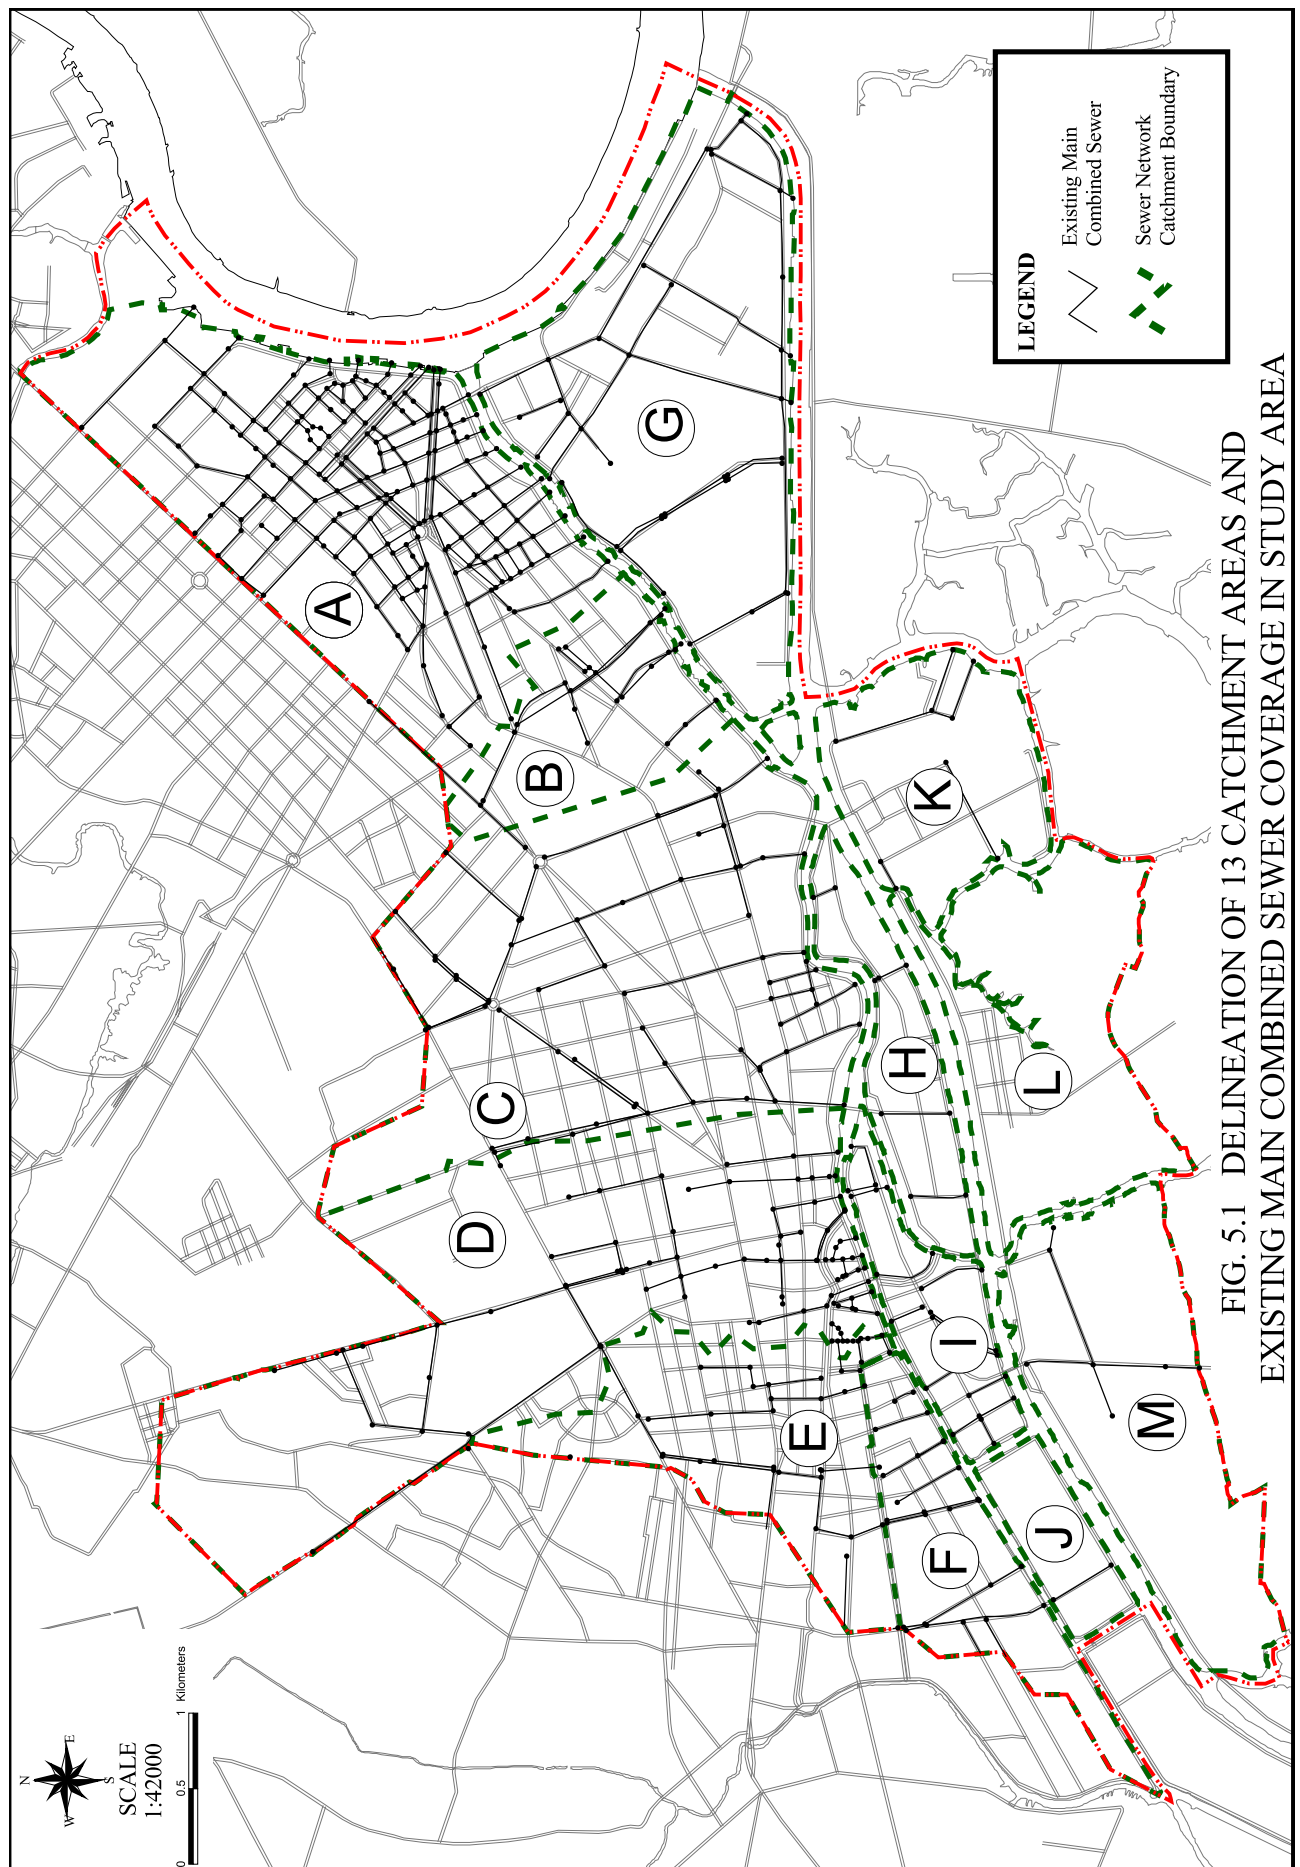 N
W
E
S
SCALE
1:42000
0
0.5
1
Kilometers
A
B
C
D
E
F
G
H
I
J
K
L
M
LEGEND
Existing Main
Combined Sewer
Sewer Network
Catchment Boundary
FIG. 5.1 DELINEATION OF 13 CATCHMENT AREAS AND
EXISTING MAIN COMBINED SEWER COVERAGE IN STUDY AREA